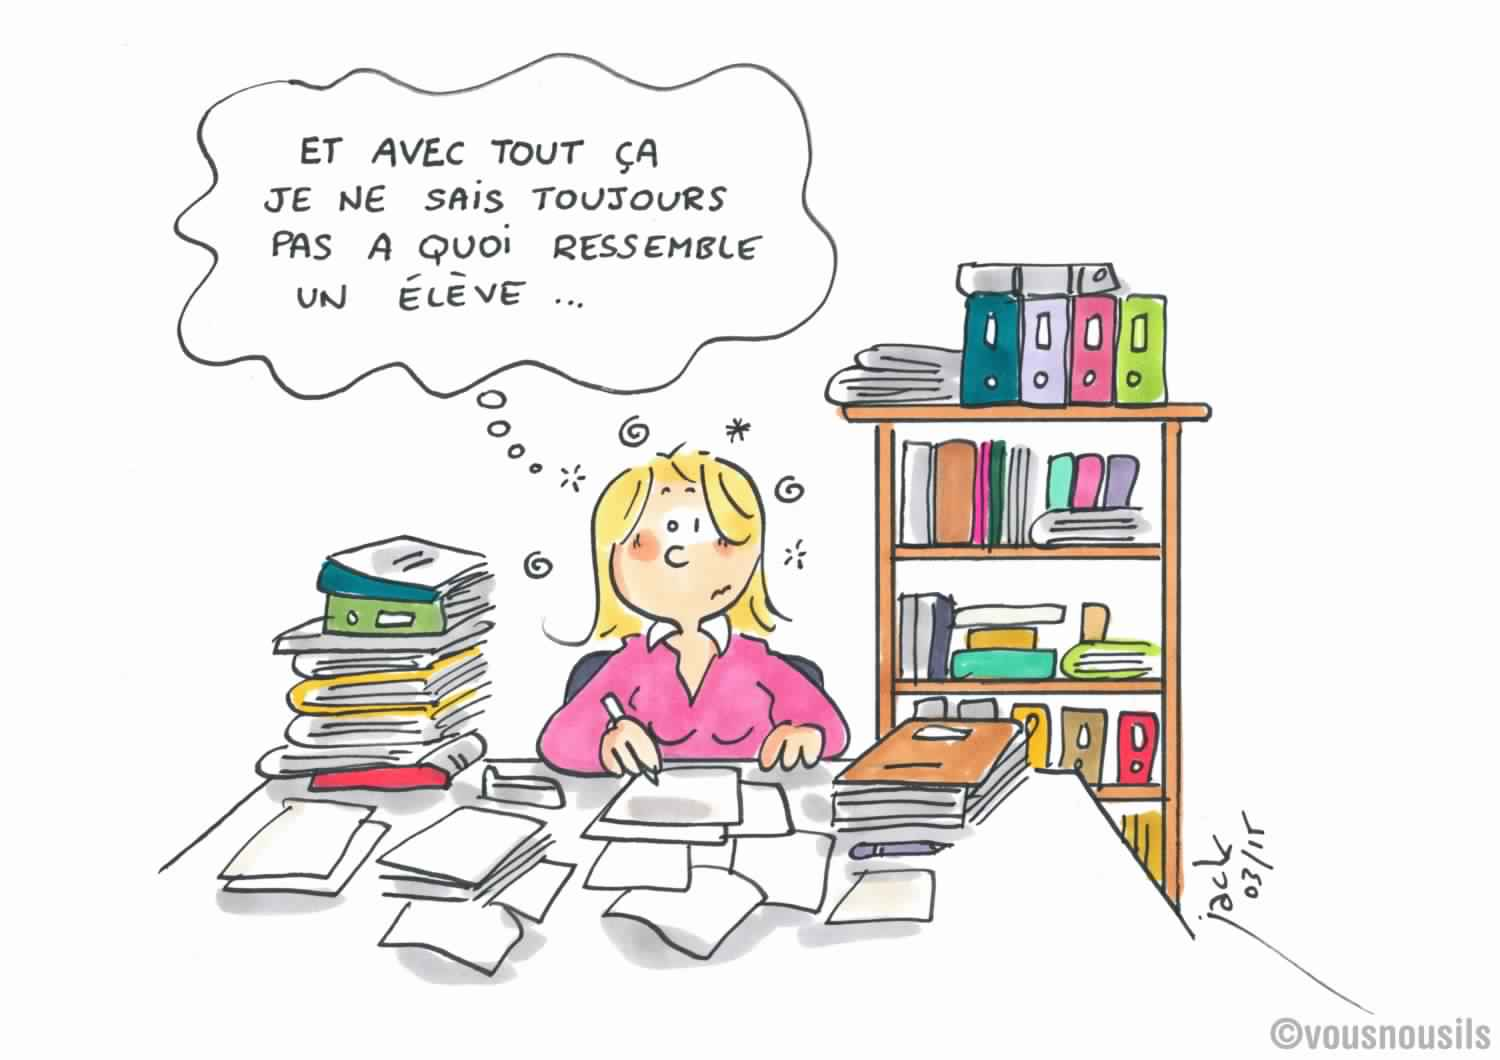 ET AVEC TOUT ÇA
JE NE SAIS TOUJOURS
PAS A QUOI RESSEMBLE
UN ÉLÈVE ...
jack
03/15
©vousnousils